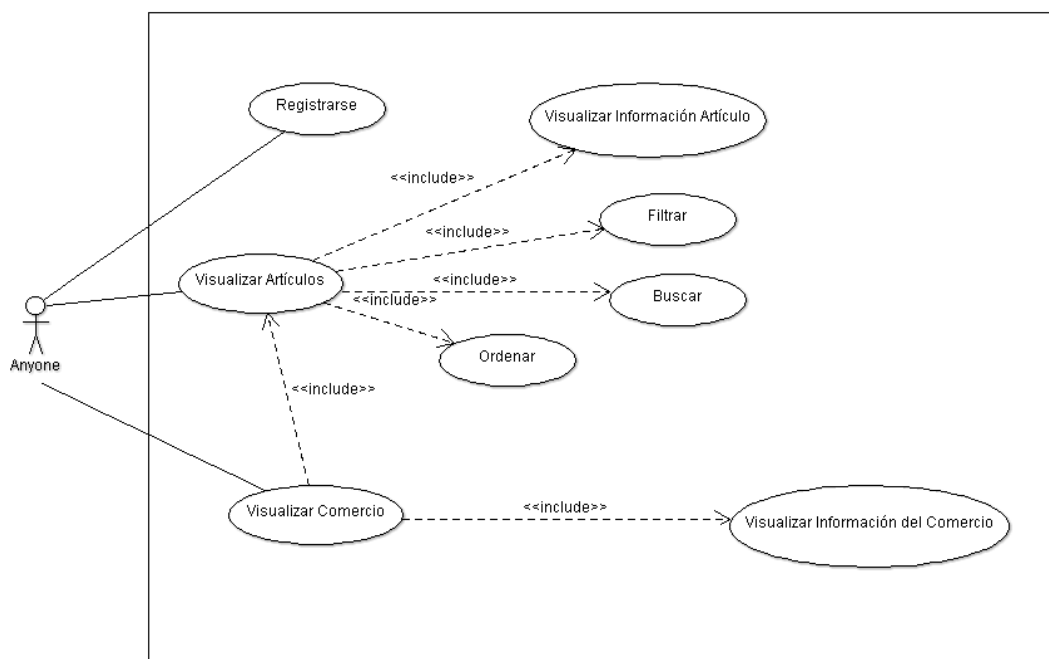 Registrarse
Visualizar Información Artículo
<<include>>
Filtrar
<<include>>
Visualizar Artículos
<<include>>
Buscar
<<include>>
Ordenar
Anyone
<<include>>
Visualizar Comercio
<<include>>
Visualizar Información del Comercio